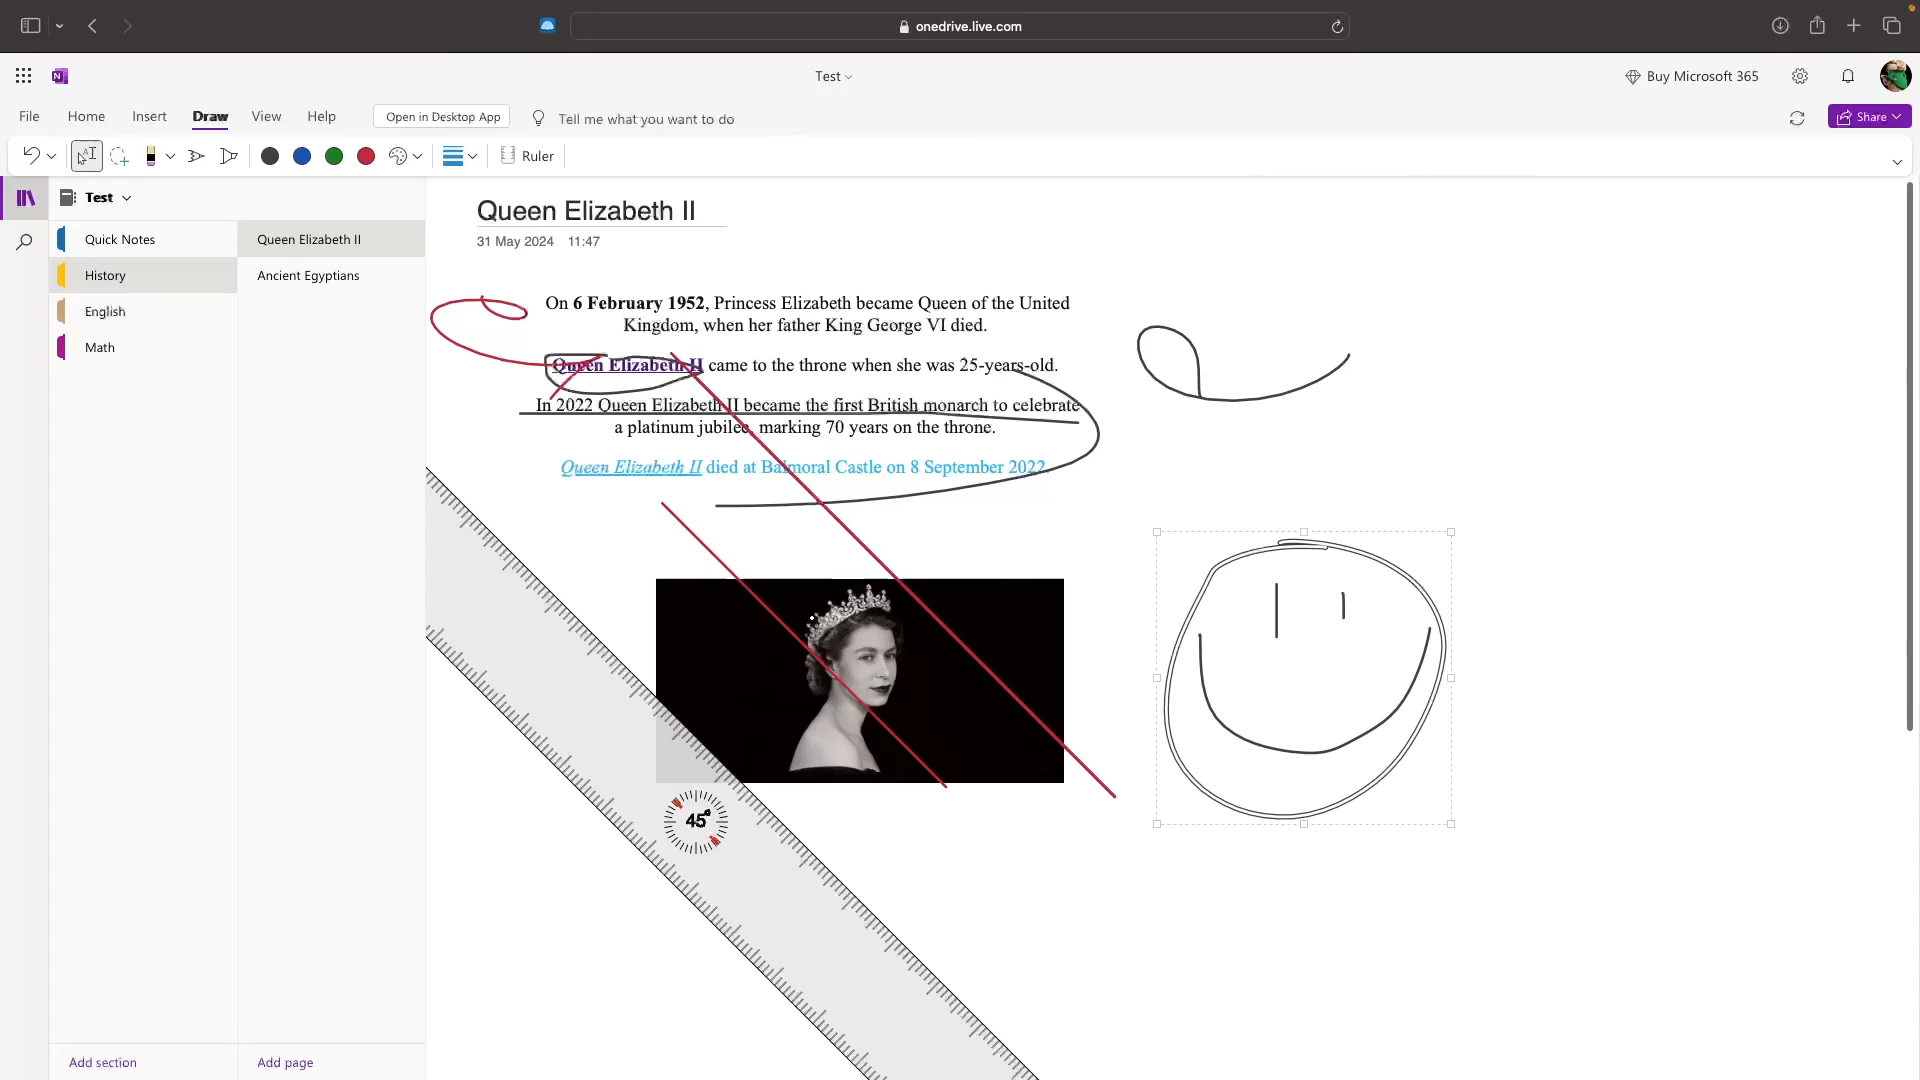 onedrive.live.com
Test
Buy Microsoft 365
File Home Insert Draw View Help Open in Desktop App Tell me what you want to do Share
Ruler
Test
Quick Notes
History
English
Math
Queen Elizabeth II
Ancient Egyptians
Queen Elizabeth II
31 May 2024 11:47
On 6 February 1952, Princess Elizabeth became Queen of the United
Kingdom, when her father King George VI died.
Queen Elizabeth II came to the throne when she was 25-years-old.
In 2022 Queen Elizabeth II became the first British monarch to celebrate
a platinum jubilee, marking 70 years on the throne.
Queen Elizabeth II died at Balmoral Castle on 8 September 2022.
45°
Add section
Add page